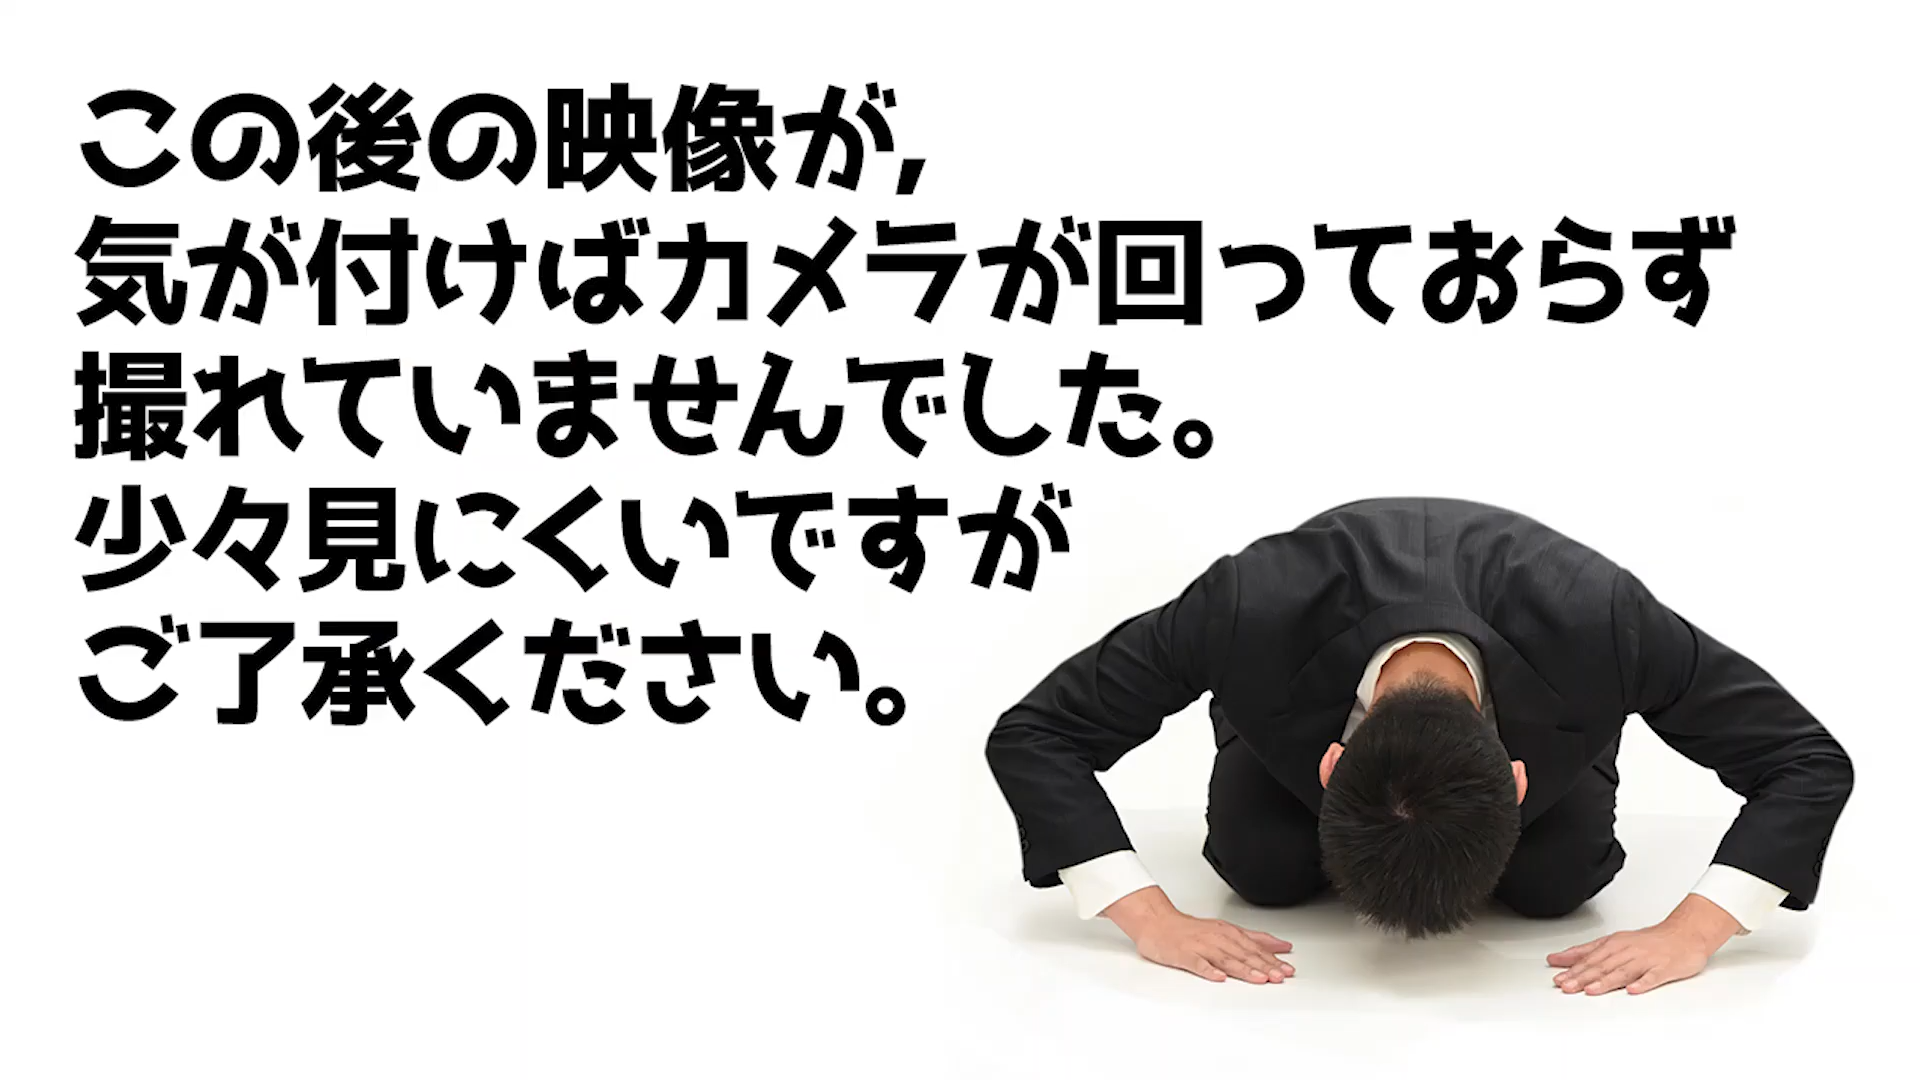 この後の映像が,
気が付けばカメラが回っておらず
撮れていませんでした。
少々見にくいですが
ご了承ください。